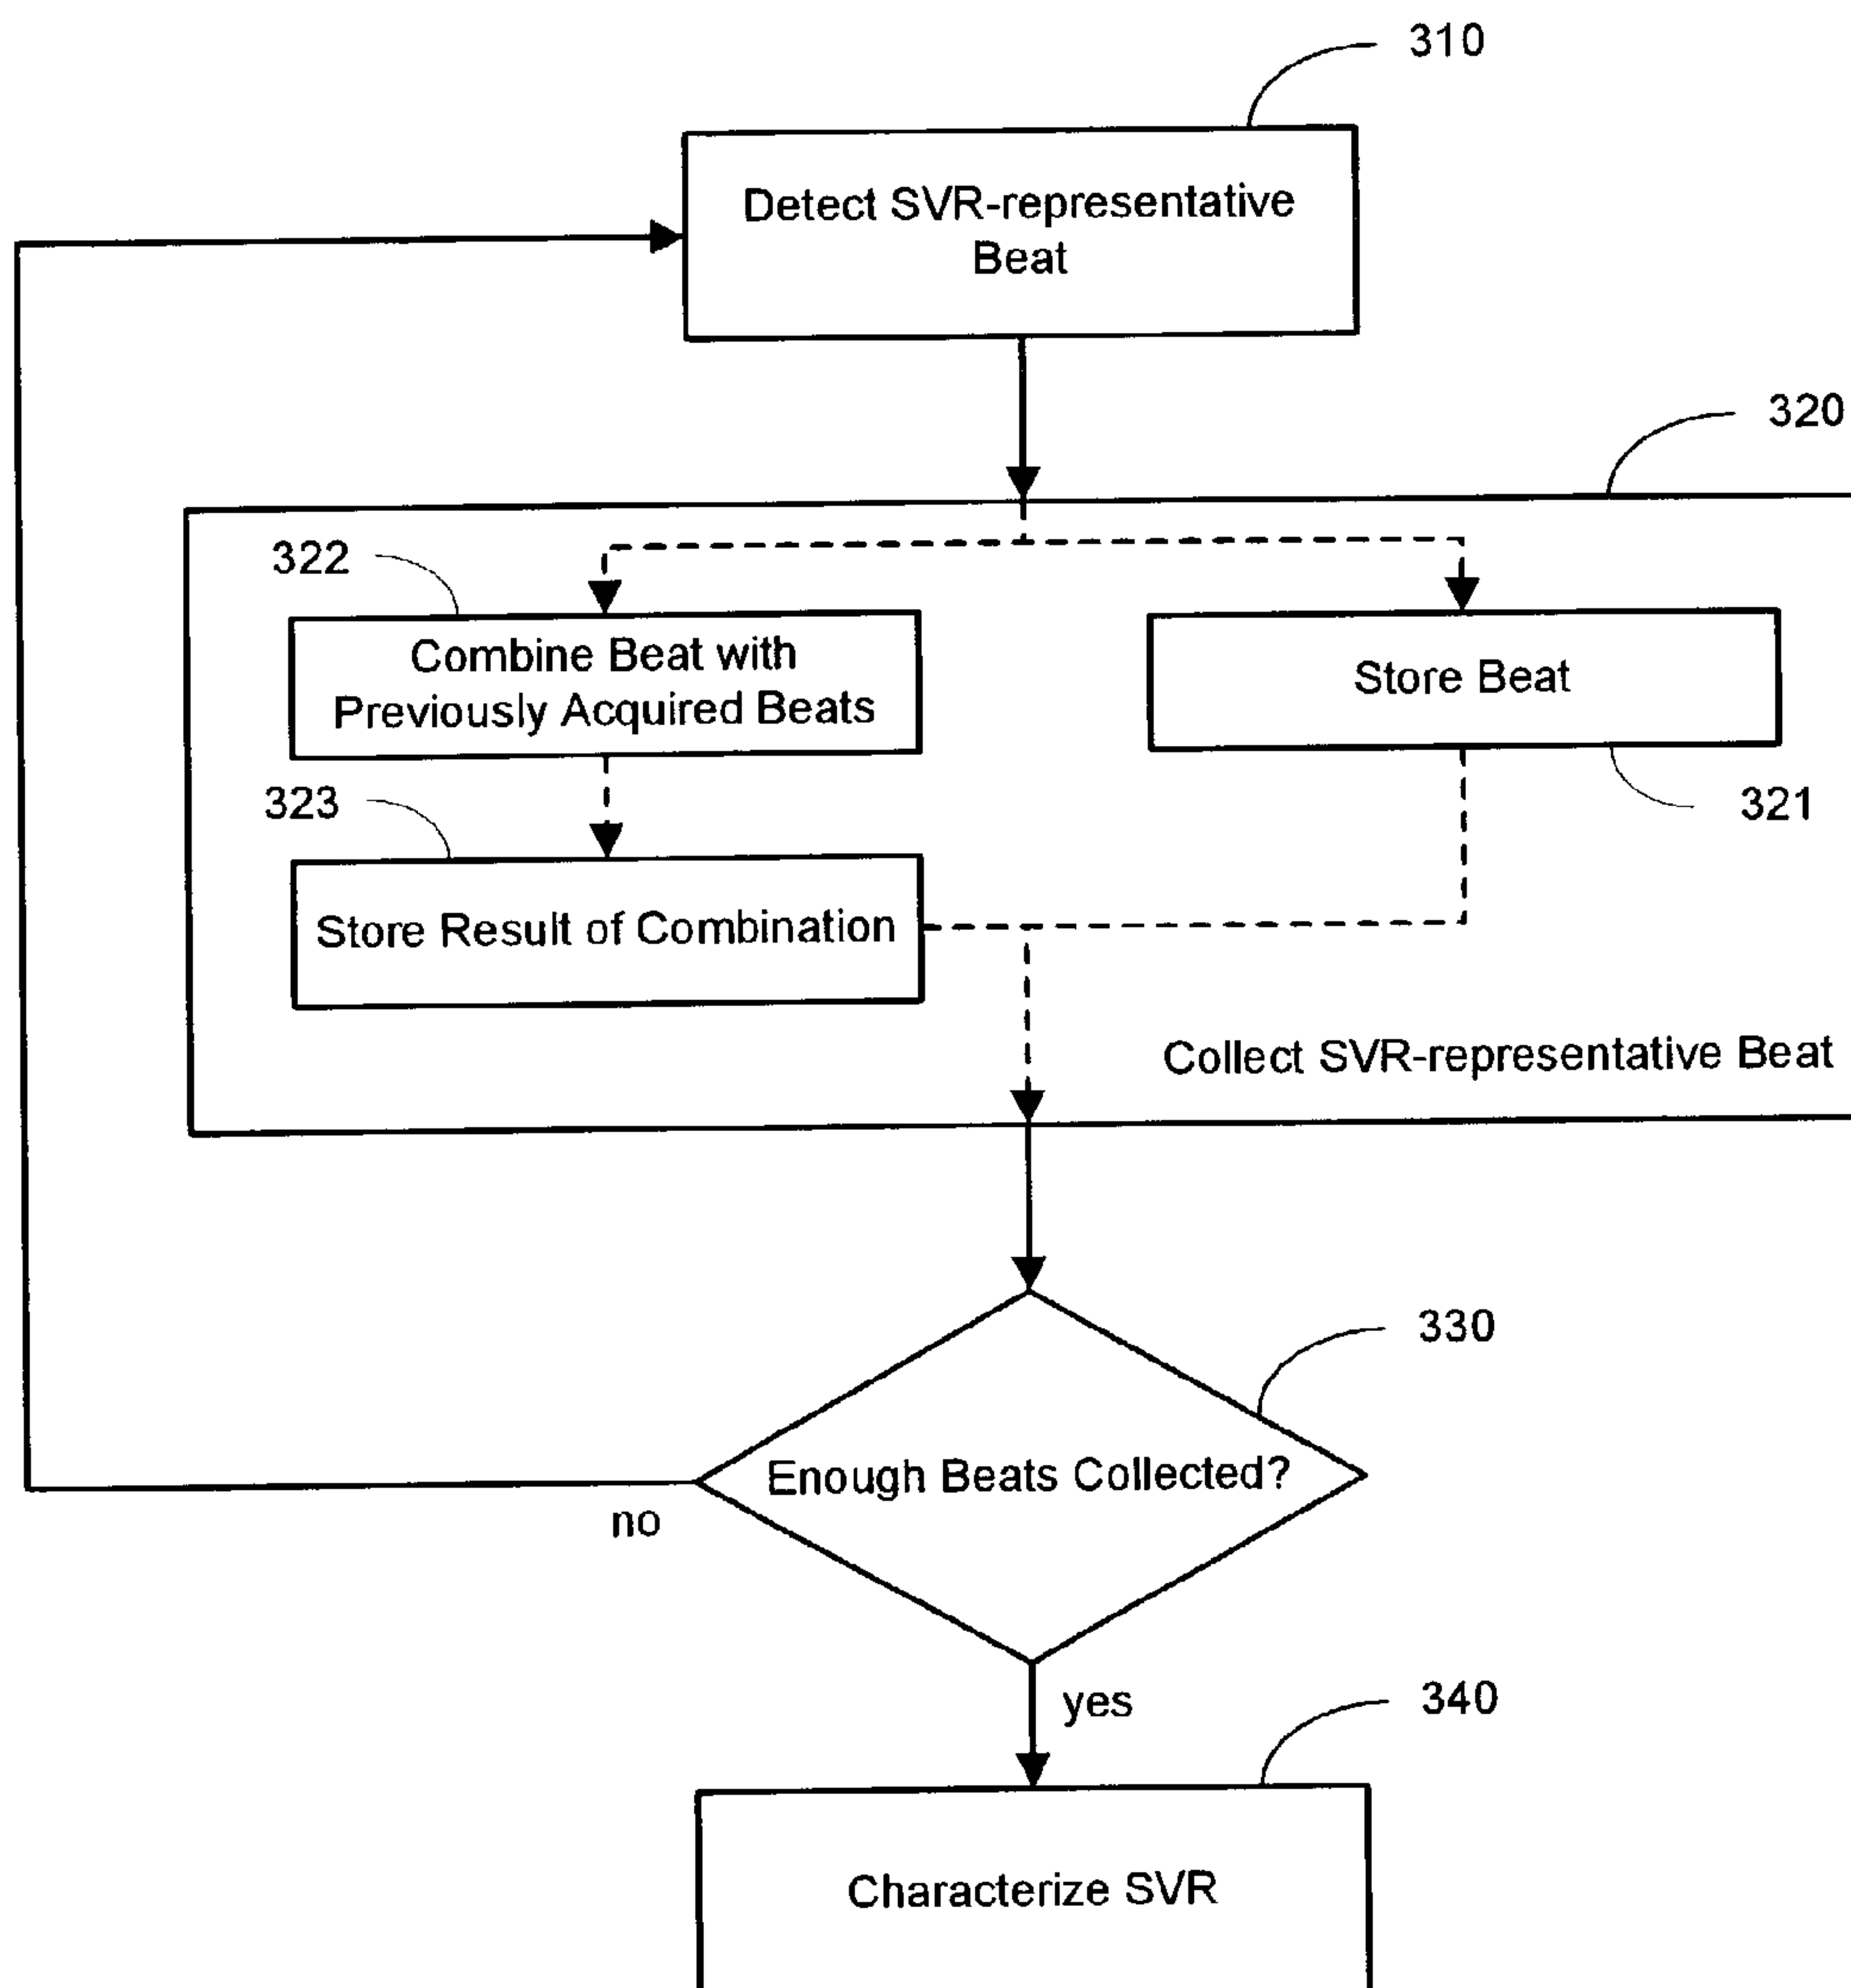 310
Detect SVR-representative
Beat
320
322
Combine Beat with
Previously Acquired Beats
Store Beat
323
321
Store Result of Combination
Collect SVR-representative Beat
330
Enough Beats Collected?
no
yes
340
Characterize SVR